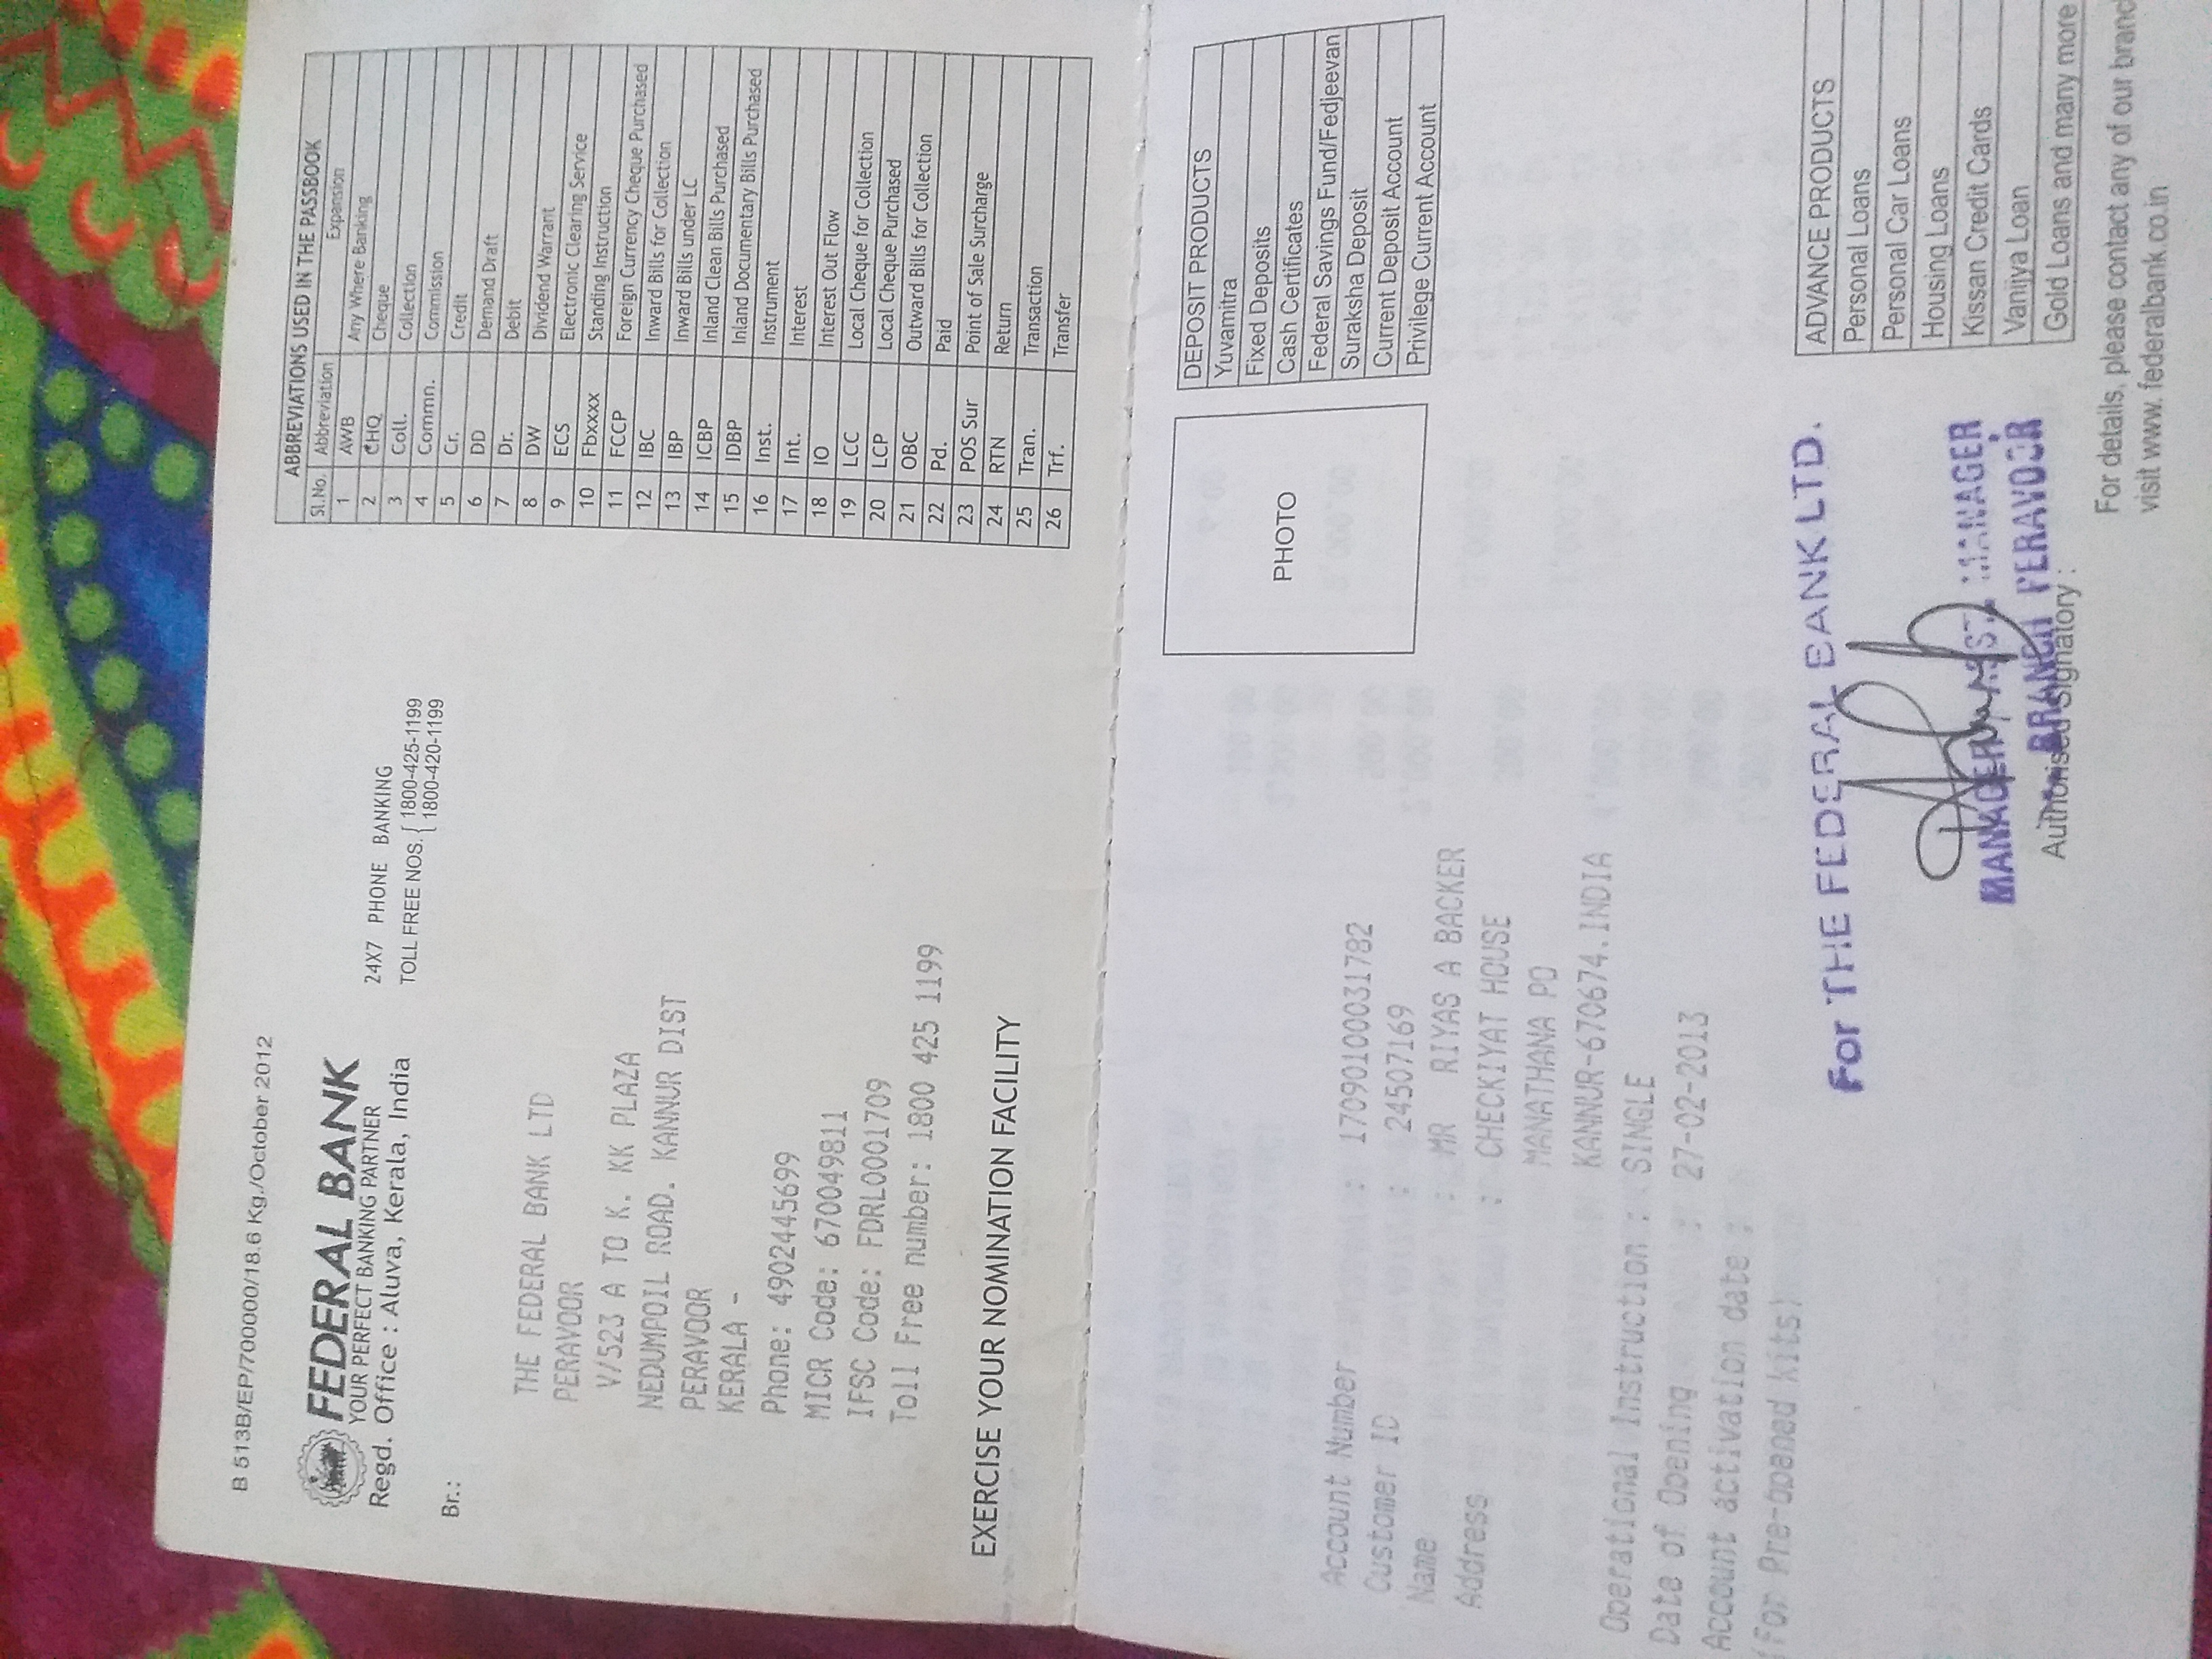 B 513B/EP/70000/18.6 Kg./October 2012
FEDERAL BANK
YOUR PERFECT BANKING PARTNER
Regd. Office : Aluva, Kerala, India
24X7 PHONE BANKING
TOLL FREE NOS. { 1800-425-1199
1800-420-1199
Br.:
THE FEDERAL BANK LTD
PERAVOOR
V/523 A TO K. KK PLAZA
NEDUMPOIL ROAD. KANNUR DIST
PERAVOOR
KERALA -
Phone: 4902445699
MICR Code: 670049811
IFSC Code: FDRL0001709
Toll Free number: 1800 425 1199
EXERCISE YOUR NOMINATION FACILITY
ABBREVIATIONS USED IN THE PASSBOOK
Sl.No. Abbreviation Expansion
1 AWB Any Where Banking
2 CHQ Cheque
3 Coll. Collection
4 Commn. Commission
5 Cr. Credit
6 DD Demand Draft
7 Dr. Debit
8 DW Dividend Warrant
9 ECS Electronic Clearing Service
10 Fbxxxx Standing Instruction
11 FCCP Foreign Currency Cheque Purchased
12 IBC Inward Bills for Collection
13 IBP Inward Bills under LC
14 ICBP Inland Clean Bills Purchased
15 IDBP Inland Documentary Bills Purchased
16 Inst. Instrument
17 Int. Interest
18 IO Interest Out Flow
19 LCC Local Cheque for Collection
20 LCP Local Cheque Purchased
21 OBC Outward Bills for Collection
22 Pd. Paid
23 POS Sur Point of Sale Surcharge
24 RTN Return
25 Tran. Transaction
26 Trf. Transfer
Account Number : 17090100031782
Customer ID : 24507169
Name : MR RIYAS A BACKER
Address : CHECKIYAT HOUSE
MANATHANA PO
KANNUR-670674.INDIA
Operational Instruction : SINGLE
Date of Opening : 27-02-2013
Account activation date :
(For Pre-opened kits)
PHOTO
DEPOSIT PRODUCTS
Yuvamitra
Fixed Deposits
Cash Certificates
Federal Savings Fund/Fedjeevan
Suraksha Deposit
Current Deposit Account
Privilege Current Account
For THE FEDERAL BANK LTD.
MANAGER/ASST. MANAGER
BRANCH PERAVOOR
Authorised Signatory :
ADVANCE PRODUCTS
Personal Loans
Personal Car Loans
Housing Loans
Kissan Credit Cards
Vanijya Loan
Gold Loans and many more
For details, please contact any of our branc
visit www. federalbank.co.in